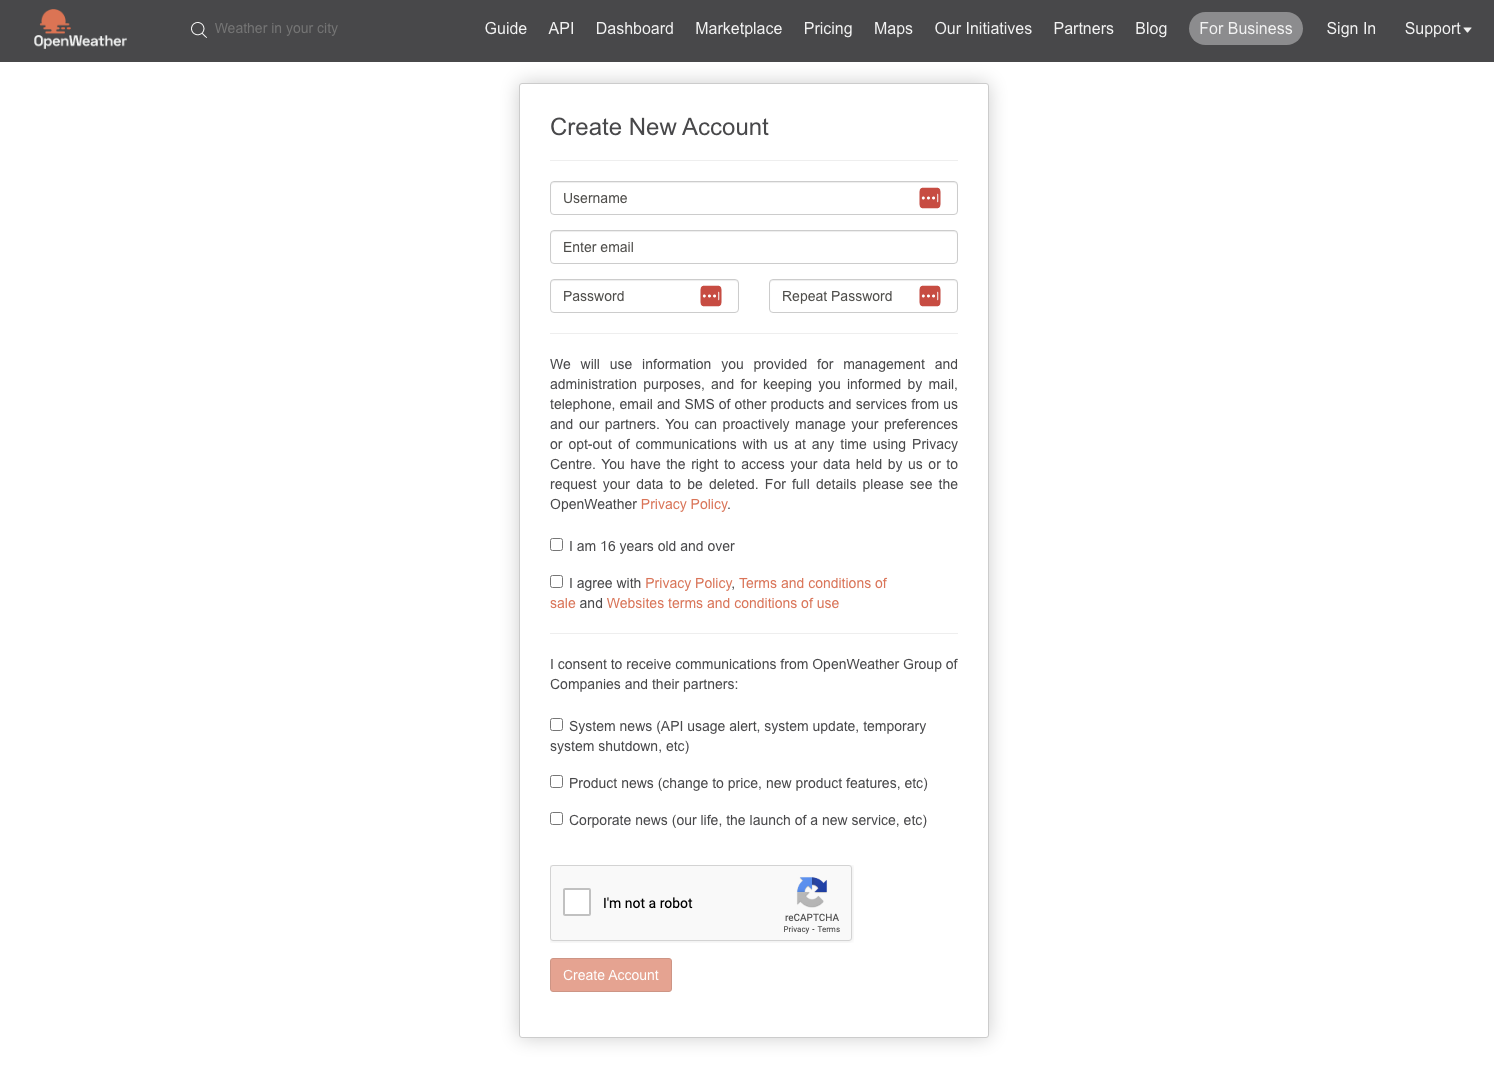 OpenWeather
Weather in your city
Guide API Dashboard Marketplace Pricing Maps Our Initiatives Partners Blog For Business Sign In Support
Create New Account
Username
Enter email
Password Repeat Password
We will use information you provided for management and
administration purposes, and for keeping you informed by mail,
telephone, email and SMS of other products and services from us
and our partners. You can proactively manage your preferences
or opt-out of communications with us at any time using Privacy
Centre. You have the right to access your data held by us or to
request your data to be deleted. For full details please see the
OpenWeather Privacy Policy.
I am 16 years old and over
I agree with Privacy Policy, Terms and conditions of
sale and Websites terms and conditions of use
I consent to receive communications from OpenWeather Group of
Companies and their partners:
System news (API usage alert, system update, temporary
system shutdown, etc)
Product news (change to price, new product features, etc)
Corporate news (our life, the launch of a new service, etc)
I'm not a robot
reCAPTCHA
Privacy - Terms
Create Account